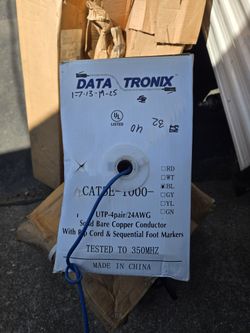 DATA TRONIX
1-7-13-19-25
UL
LISTED
40
32
CAT5E-1000-
RD
WT
BL
GY
YL
GN
UTP-4pair/24AWG
Solid Bare Copper Conductor
With Rip Cord & Sequential Foot Markers
TESTED TO 350MHZ
MADE IN CHINA